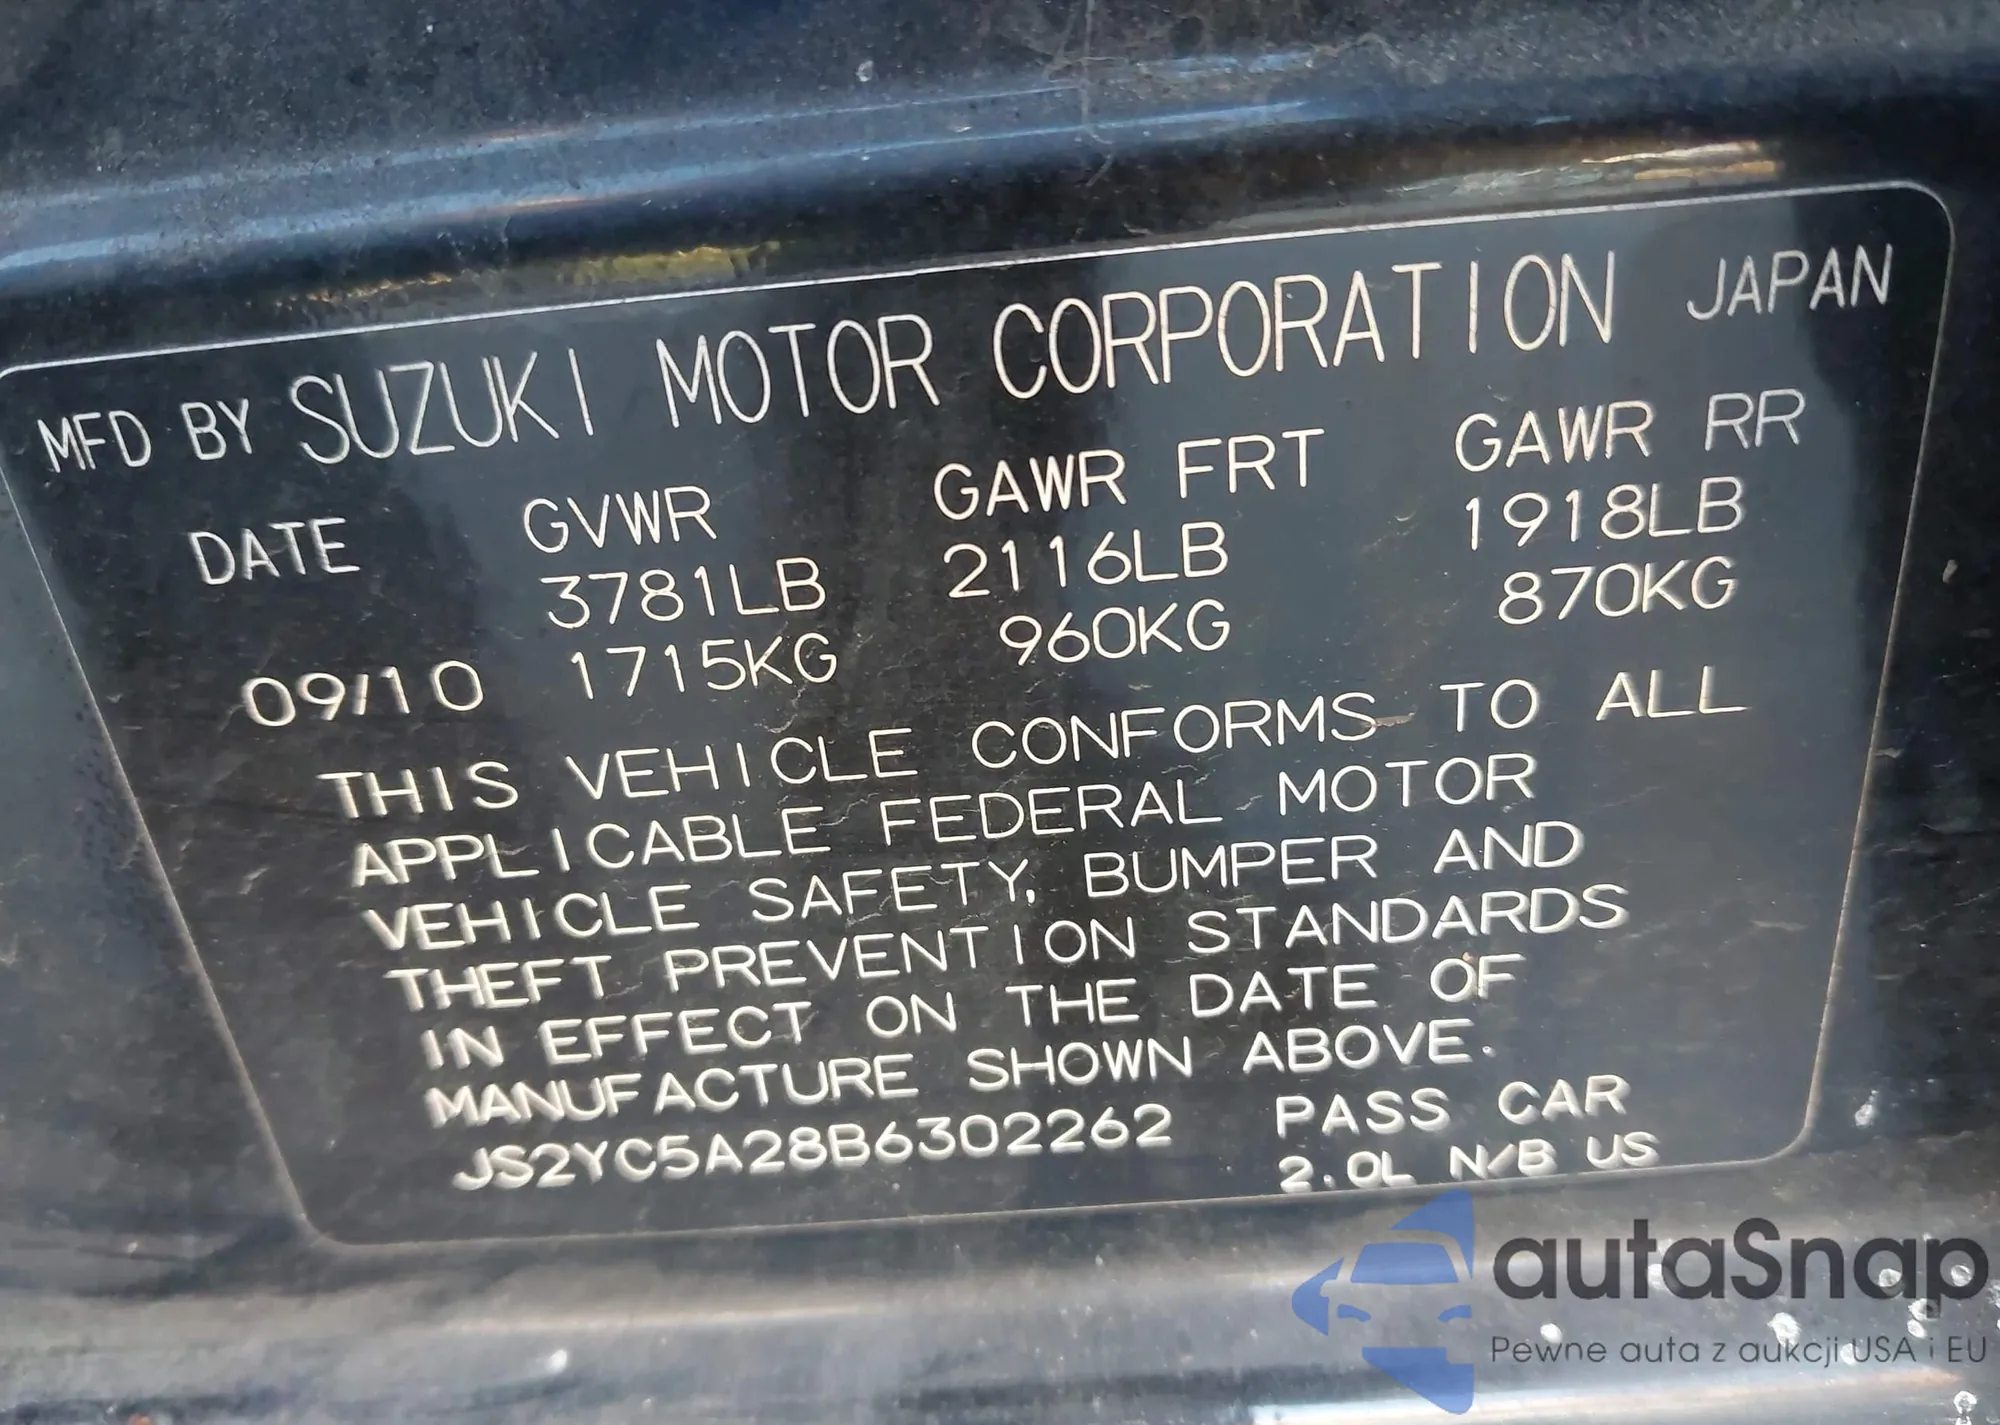 MFD BY SUZUKI MOTOR CORPORATION JAPAN
DATE GVWR GAWR FRT GAWR RR
3781LB 2116LB 1918LB
09/10 1715KG 960KG 870KG
THIS VEHICLE CONFORMS TO ALL
APPLICABLE FEDERAL MOTOR
VEHICLE SAFETY, BUMPER AND
THEFT PREVENTION STANDARDS
IN EFFECT ON THE DATE OF
MANUFACTURE SHOWN ABOVE.
JS2YC5A28B6302262 PASS CAR
2.0L N/B US
autaSnap
Pewne auta z aukcji USA i EU